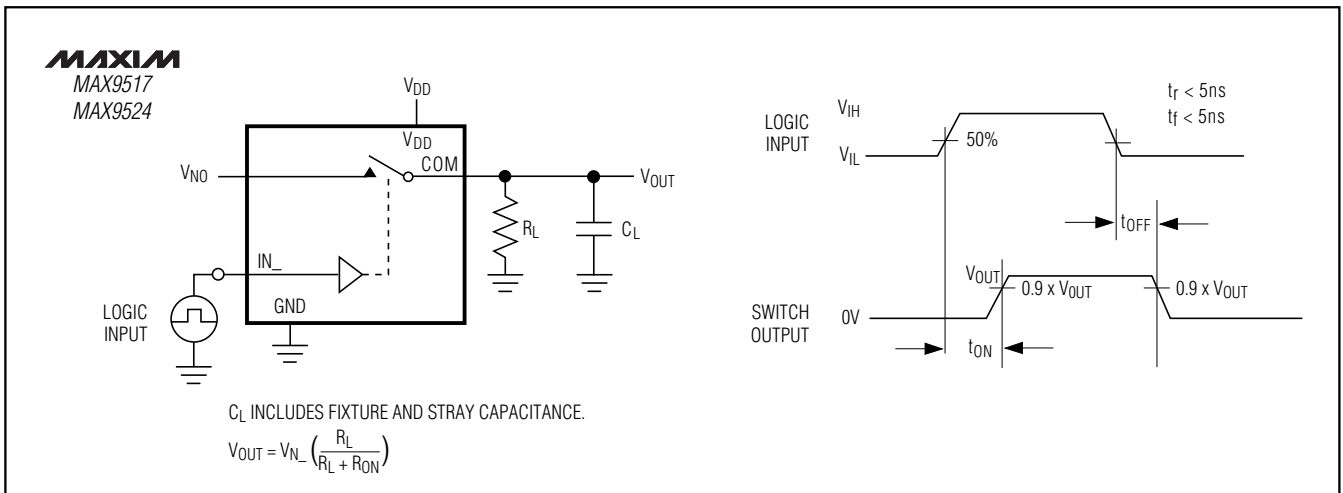 MAXIM
MAX9517
MAX9524
VDD
VDD
COM
VNO
VOUT
RL
CL
IN_
GND
LOGIC
INPUT
CL INCLUDES FIXTURE AND STRAY CAPACITANCE.
VOUT = VN_ (RL / RL + RON)
LOGIC
INPUT
VIH
VIL
50%
tr < 5ns
tf < 5ns
tOFF
VOUT
0.9 x VOUT
0.9 x VOUT
SWITCH
OUTPUT
0V
tON